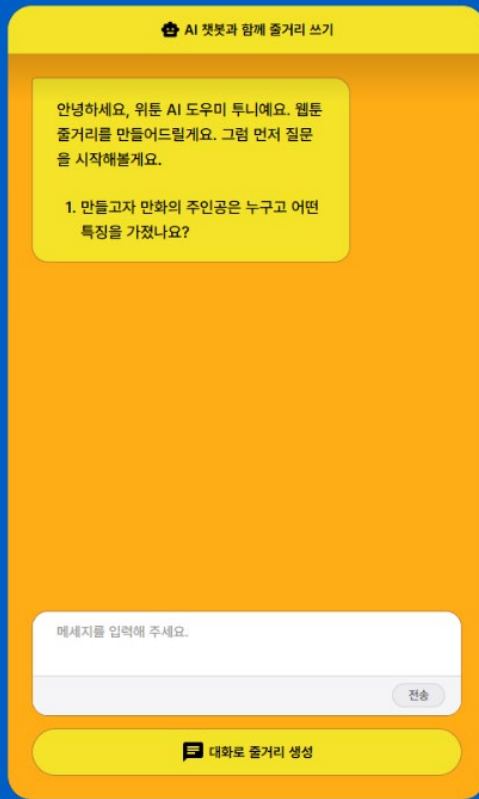 AI 챗봇과 함께 줄거리 쓰기
안녕하세요, 위툰 AI 도우미 투니예요. 웹툰
줄거리를 만들어드릴게요. 그럼 먼저 질문
을 시작해볼게요.
1. 만들고자 만화의 주인공은 누구고 어떤
특징을 가졌나요?
메세지를 입력해 주세요.
전송
대화로 줄거리 생성